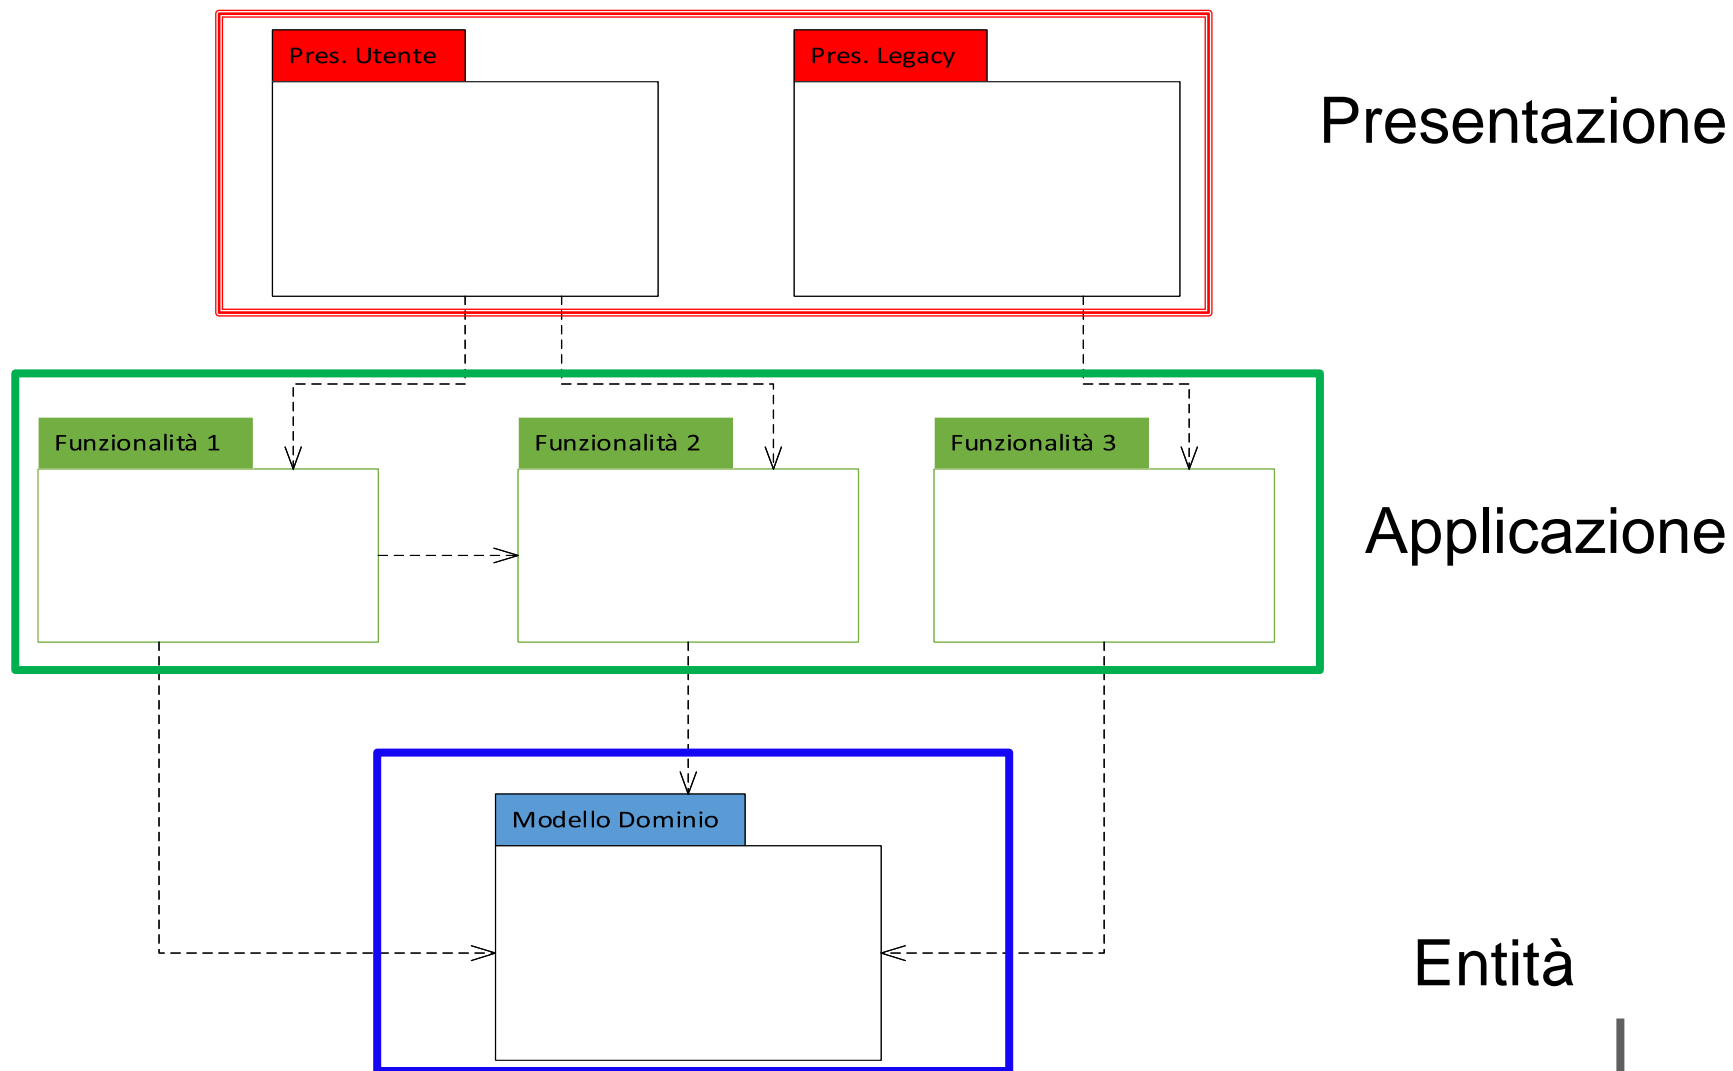 Pres. Utente
Pres. Legacy
Presentazione
Funzionalità 1
Funzionalità 2
Funzionalità 3
Applicazione
Modello Dominio
Entità